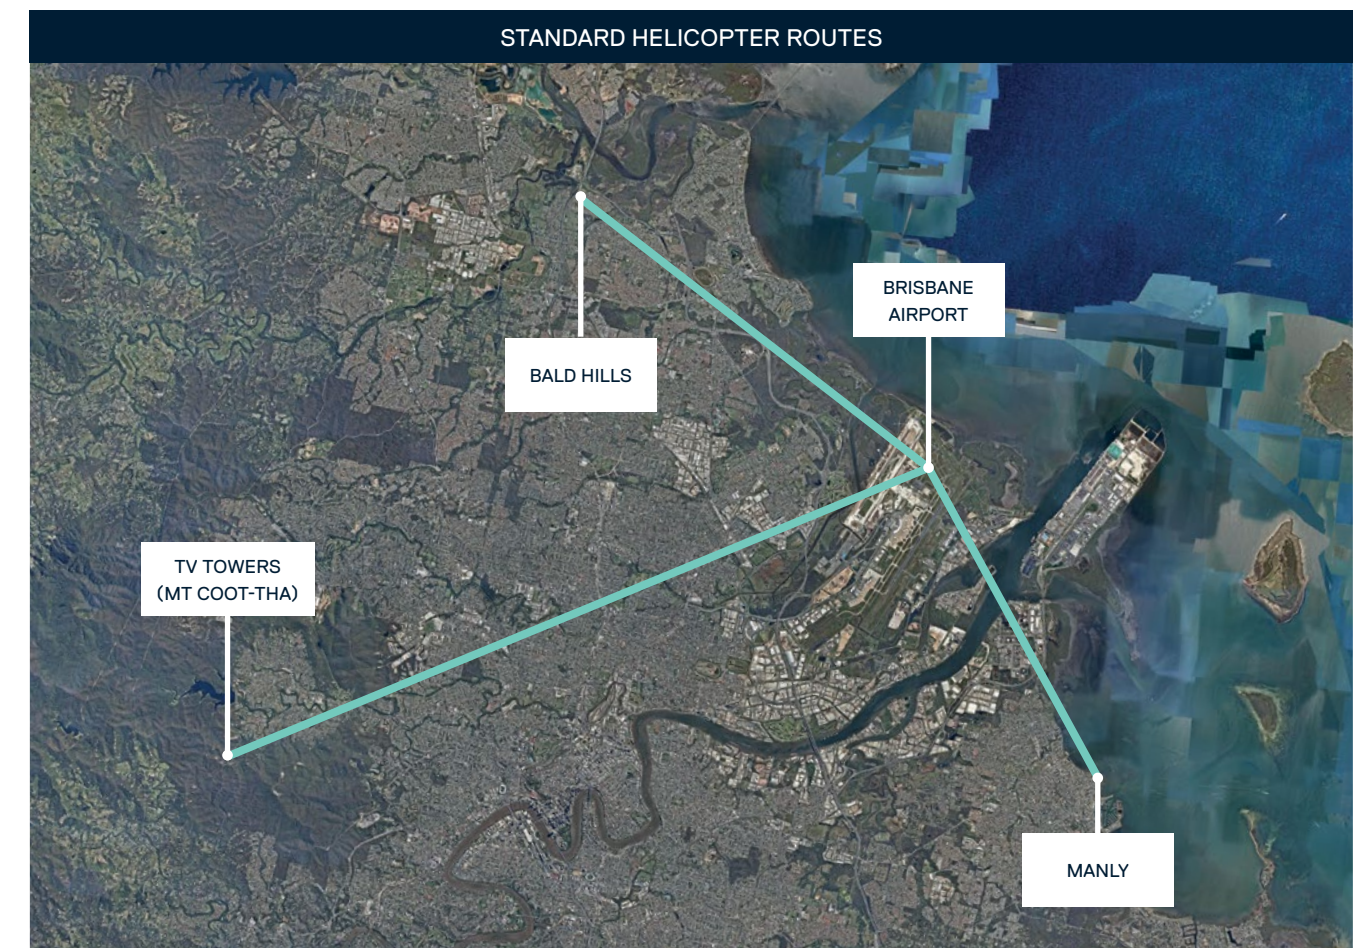 STANDARD HELICOPTER ROUTES
BRISBANE
AIRPORT
BALD HILLS
TV TOWERS
(MT COOT-THA)
MANLY